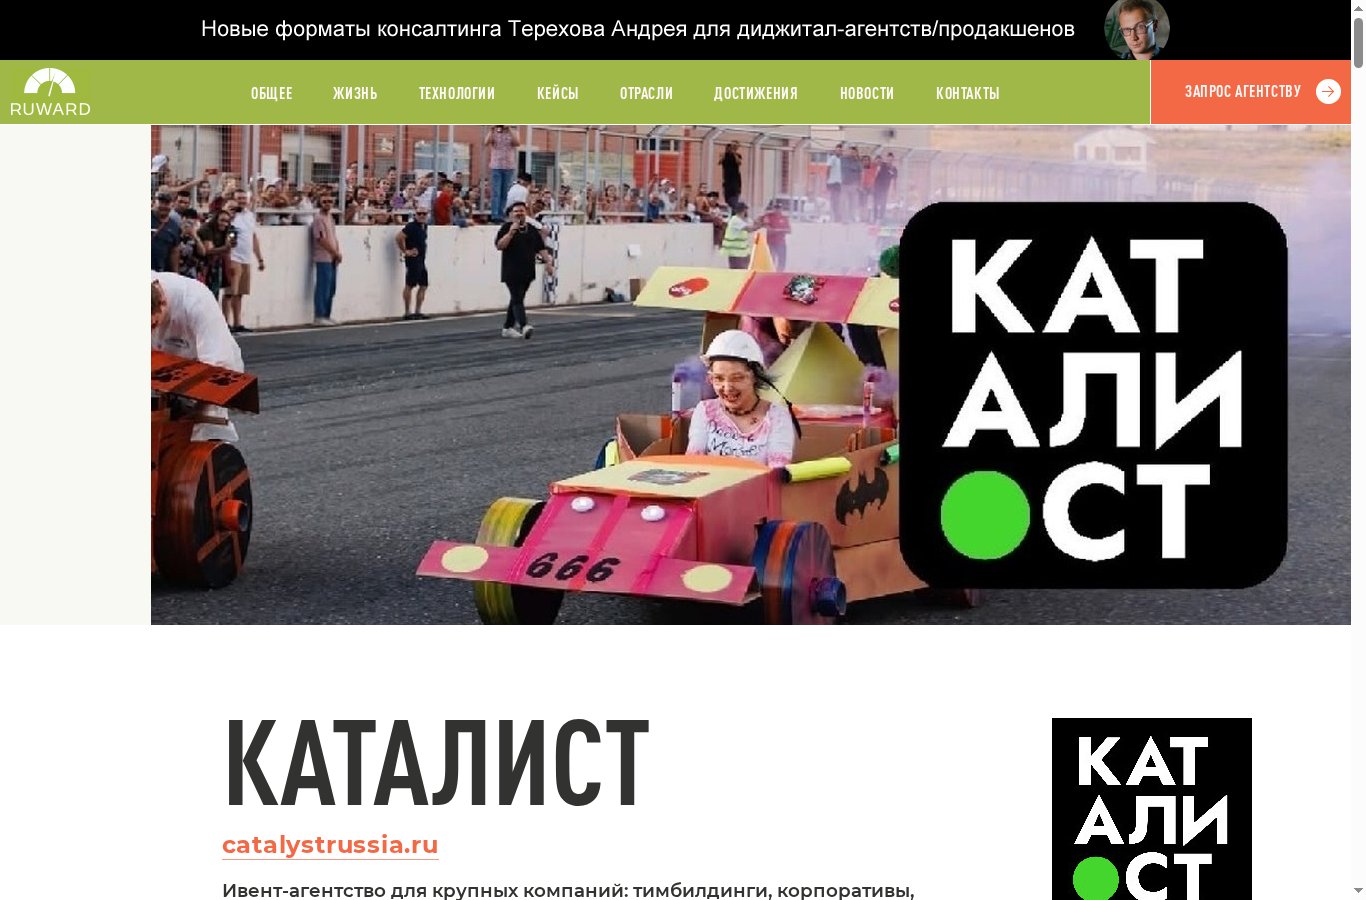 Новые форматы консалтинга Терехова Андрея для диджитал-агентств/продакшенов
RUWARD
ОБЩЕЕ ЖИЗНЬ ТЕХНОЛОГИИ КЕЙСЫ ОТРАСЛИ ДОСТИЖЕНИЯ НОВОСТИ КОНТАКТЫ
ЗАПРОС АГЕНТСТВУ
КАТ
АЛИ
СТ
666
КАТАЛИСТ
catalystrussia.ru
Ивент-агентство для крупных компаний: тимбилдинги, корпоративы,
КАТ
АЛИ
СТ